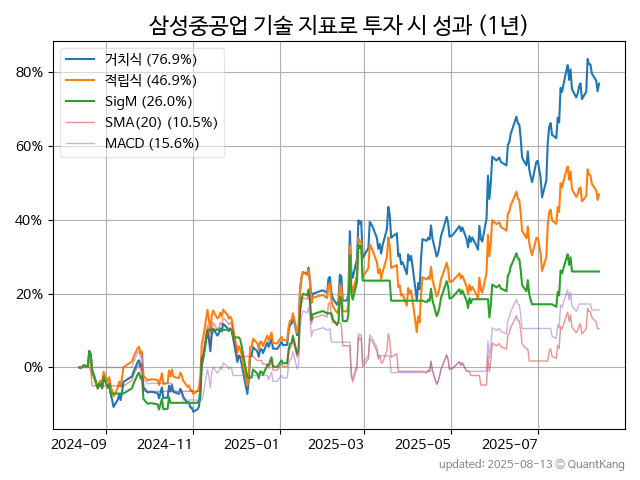 삼성중공업 기술 지표로 투자 시 성과 (1년)
거치식 (76.9%)
적립식 (46.9%)
SigM (26.0%)
SMA(20) (10.5%)
MACD (15.6%)
80%
60%
40%
20%
0%
2024-09 2024-11 2025-01 2025-03 2025-05 2025-07
updated: 2025-08-13 © QuantKang